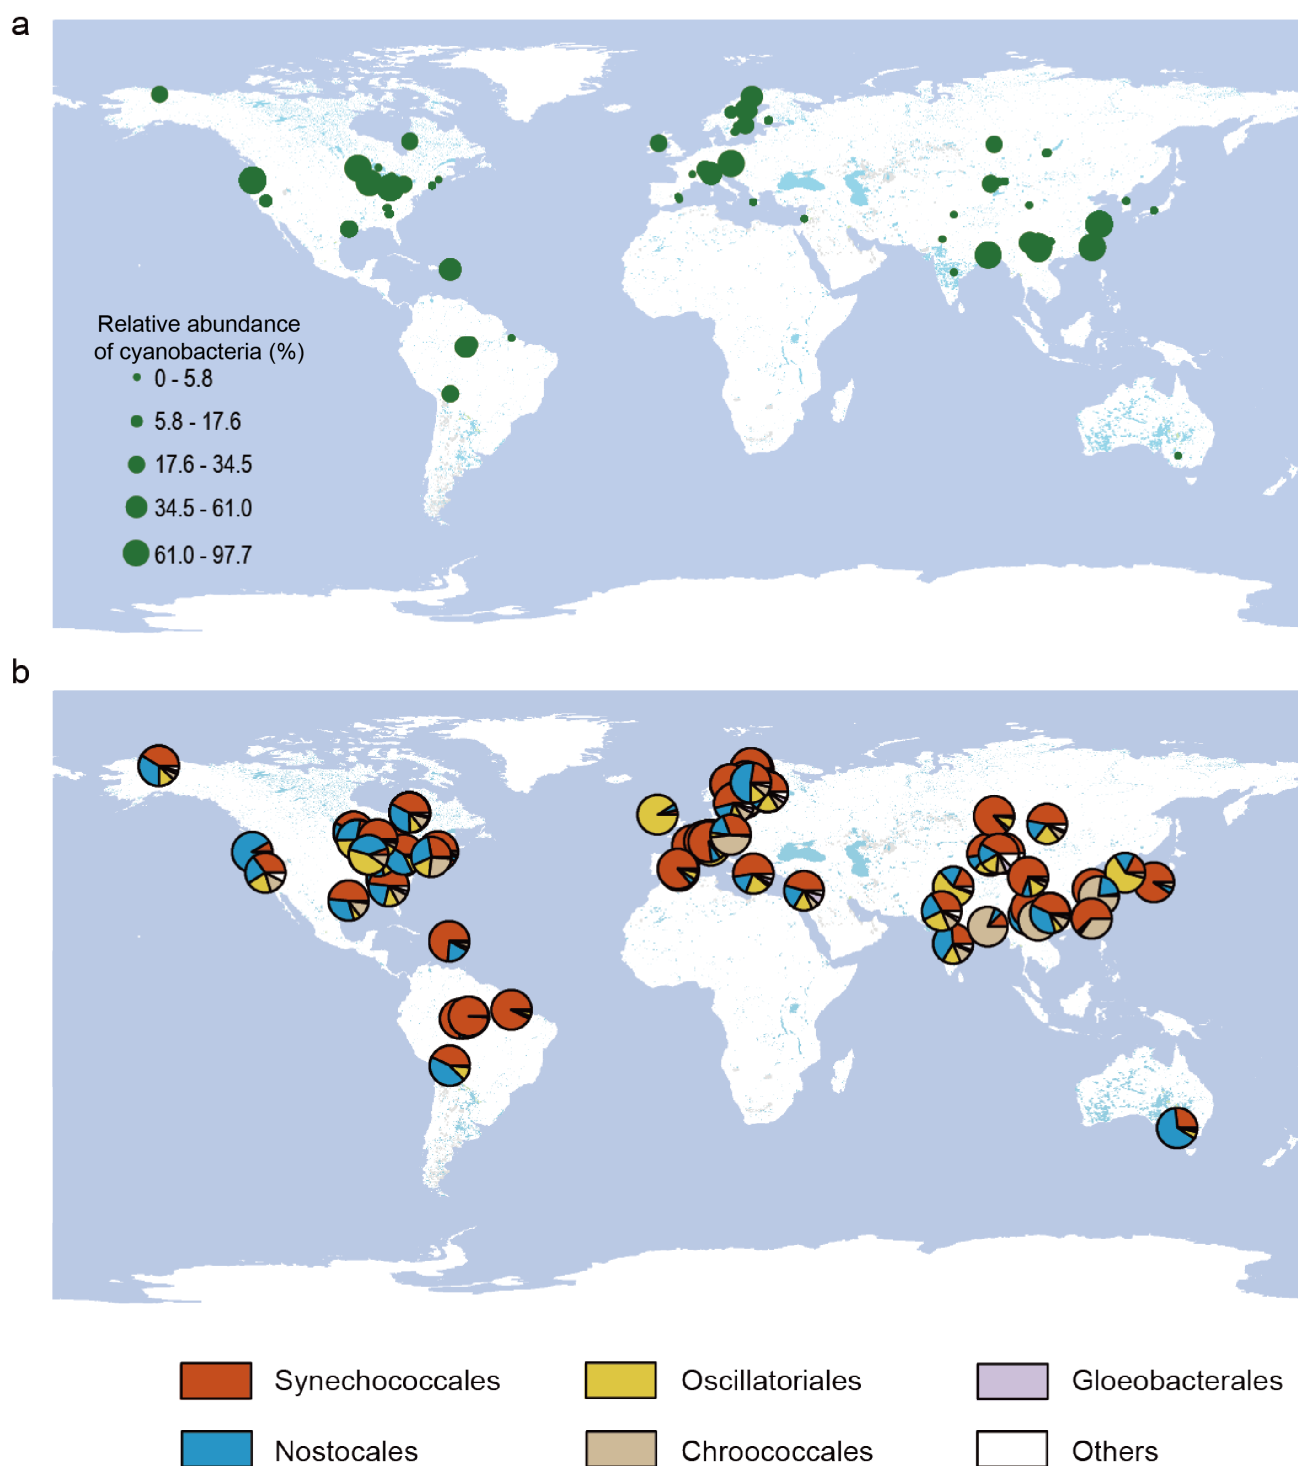 a
Relative abundance
of cyanobacteria (%)
0 - 5.8
5.8 - 17.6
17.6 - 34.5
34.5 - 61.0
61.0 - 97.7
b
Synechococcales
Oscillatoriales
Gloeobacterales
Nostocales
Chroococcales
Others